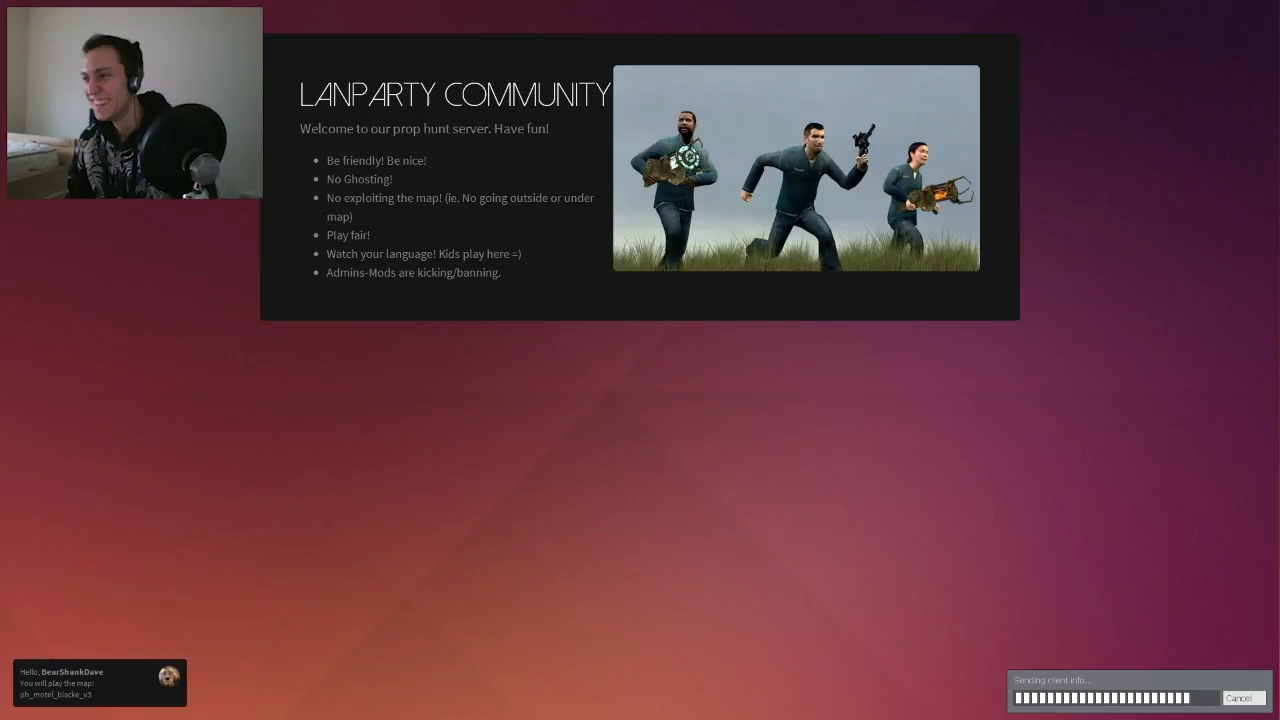 LANPARTY COMMUNITY
Welcome to our prop hunt server. Have fun!
Be friendly! Be nice!
No Ghosting!
No exploiting the map! (ie. No going outside or under
map)
Play fair!
Watch your language! Kids play here =)
Admins-Mods are kicking/banning.
Hello, BearShankDave
You will play the map:
ph_motel_blacke_v3
Sending client info...
Cancel